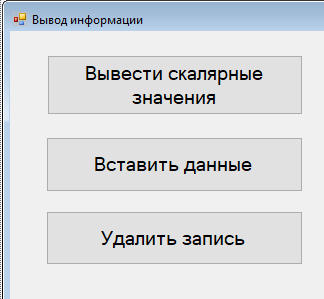 Вывод информации
Вывести скалярные
значения
Вставить данные
Удалить запись